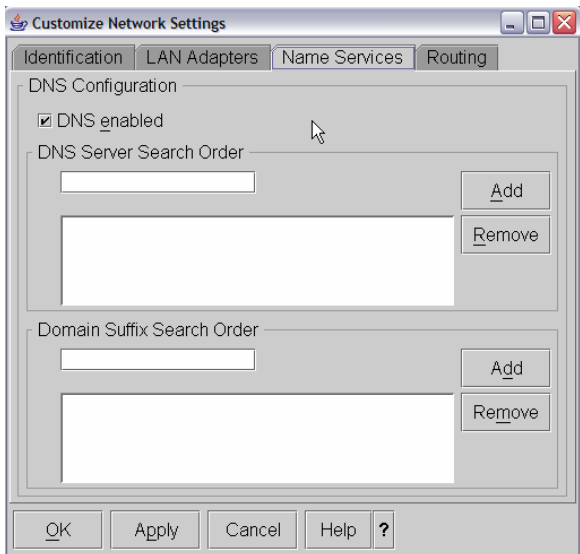 Customize Network Settings
Identification LAN Adapters Name Services Routing
DNS Configuration
DNS enabled
DNS Server Search Order
Add
Remove
Domain Suffix Search Order
Add
Remove
OK Apply Cancel Help ?